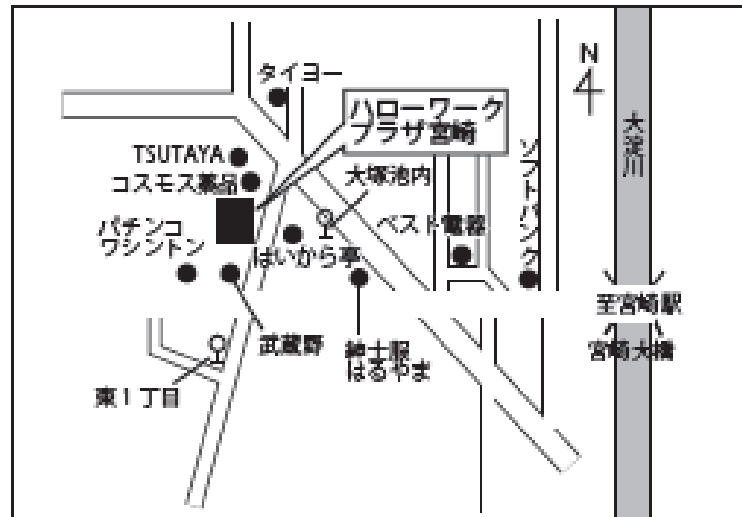 タイヨー
ハローワーク
プラザ宮崎
N
大淀川
TSUTAYA
コスモス薬品
大塚池内
ソフトバンク
パチンコ
ワシントン
はいから亭
ベスト電器
至宮崎駅
武蔵野
紳士服
はるやま
宮崎大橋
東1丁目